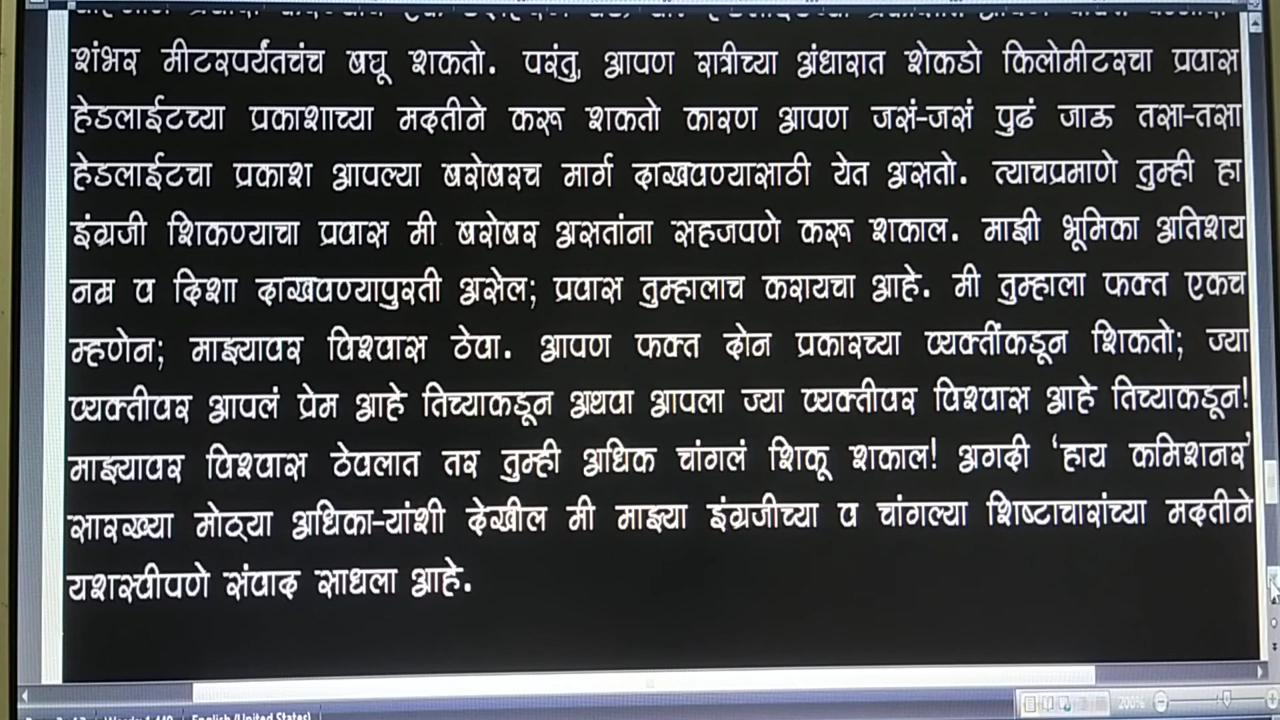 शंभर मीटरपर्यंतचंच बघू शकतो. परंतु, आपण रात्रीच्या अंधारात शेकडो किलोमीटरचा प्रवास
हेडलाईटच्या प्रकाशाच्या मदतीने करू शकतो कारण आपण जसं-जसं पुढं जाऊ तसा-तसा
हेडलाईटचा प्रकाश आपल्या बरोबरच मार्ग दाखवण्यासाठी येत असतो. त्याचप्रमाणे तुम्ही हा
इंग्रजी शिकण्याचा प्रवास मी बरोबर असतांना सहजपणे करू शकाल. माझी भूमिका अतिशय
नम्र व दिशा दाखवण्यापुरती असेल; प्रवास तुम्हालाच करायचा आहे. मी तुम्हाला फक्त एकच
म्हणेन; माझ्यावर विश्वास ठेवा. आपण फक्त दोन प्रकारच्या व्यक्तींकडून शिकतो; ज्या
व्यक्तीवर आपलं प्रेम आहे तिच्याकडून अथवा आपला ज्या व्यक्तीवर विश्वास आहे तिच्याकडून!
माझ्यावर विश्वास ठेवलात तर तुम्ही अधिक चांगलं शिकू शकाल! अगदी ‘हाय कमिशनर’
सारख्या मोठ्या अधिका-यांशी देखील मी माझ्या इंग्रजीच्या व चांगल्या शिष्टाचारांच्या मदतीने
यशस्वीपणे संवाद साधला आहे.
200%
English (United States)